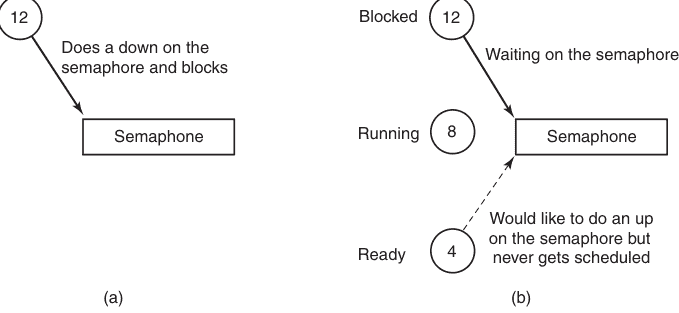 12
Does a down on the
semaphore and blocks
Semaphone
(a)
Blocked
12
Waiting on the semaphore
Running
8
Semaphone
Would like to do an up
on the semaphore but
never gets scheduled
Ready
4
(b)